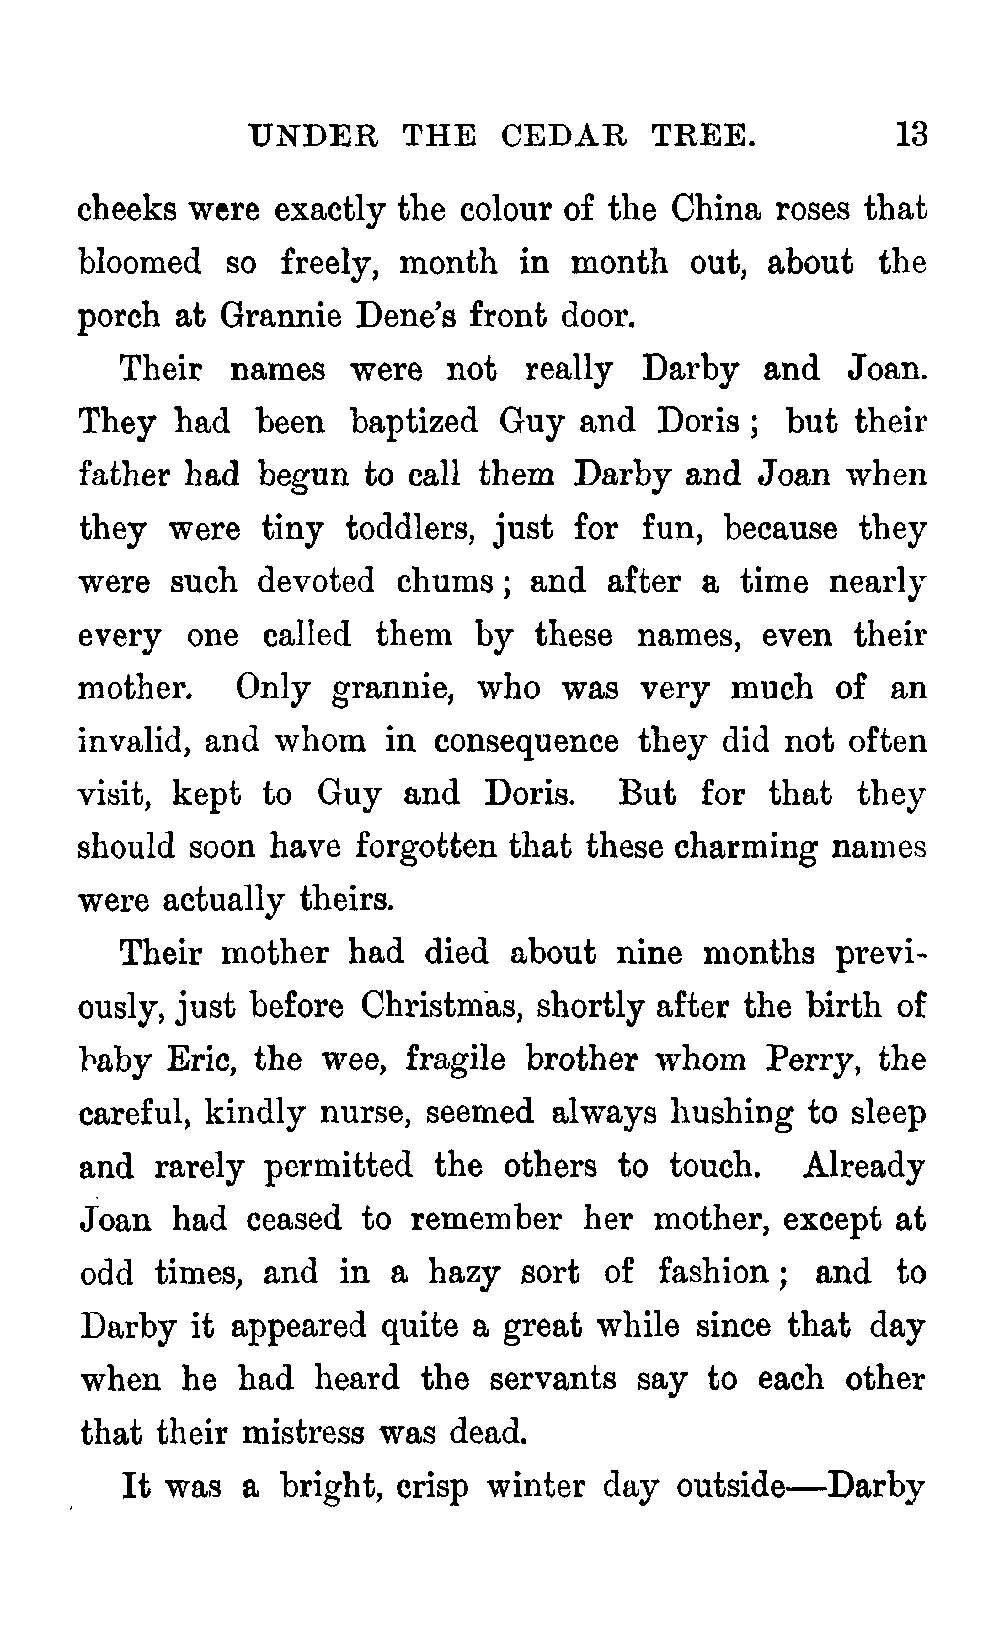 UNDER THE CEDAR TREE. 13
cheeks were exactly the colour of the China roses that
bloomed so freely, month in month out, about the
porch at Grannie Dene's front door.
Their names were not really Darby and Joan.
They had been baptized Guy and Doris ; but their
father had begun to call them Darby and Joan when
they were tiny toddlers, just for fun, because they
were such devoted chums ; and after a time nearly
every one called them by these names, even their
mother. Only grannie, who was very much of an
invalid, and whom in consequence they did not often
visit, kept to Guy and Doris. But for that they
should soon have forgotten that these charming names
were actually theirs.
Their mother had died about nine months previ-
ously, just before Christmas, shortly after the birth of
baby Eric, the wee, fragile brother whom Perry, the
careful, kindly nurse, seemed always hushing to sleep
and rarely permitted the others to touch. Already
Joan had ceased to remember her mother, except at
odd times, and in a hazy sort of fashion ; and to
Darby it appeared quite a great while since that day
when he had heard the servants say to each other
that their mistress was dead.
It was a bright, crisp winter day outside—Darby